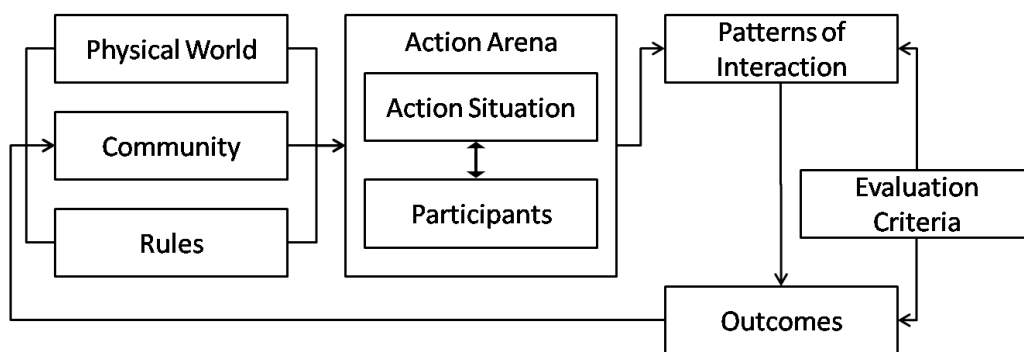 Physical World
Community
Rules
Action Arena
Action Situation
Participants
Patterns of
Interaction
Evaluation
Criteria
Outcomes